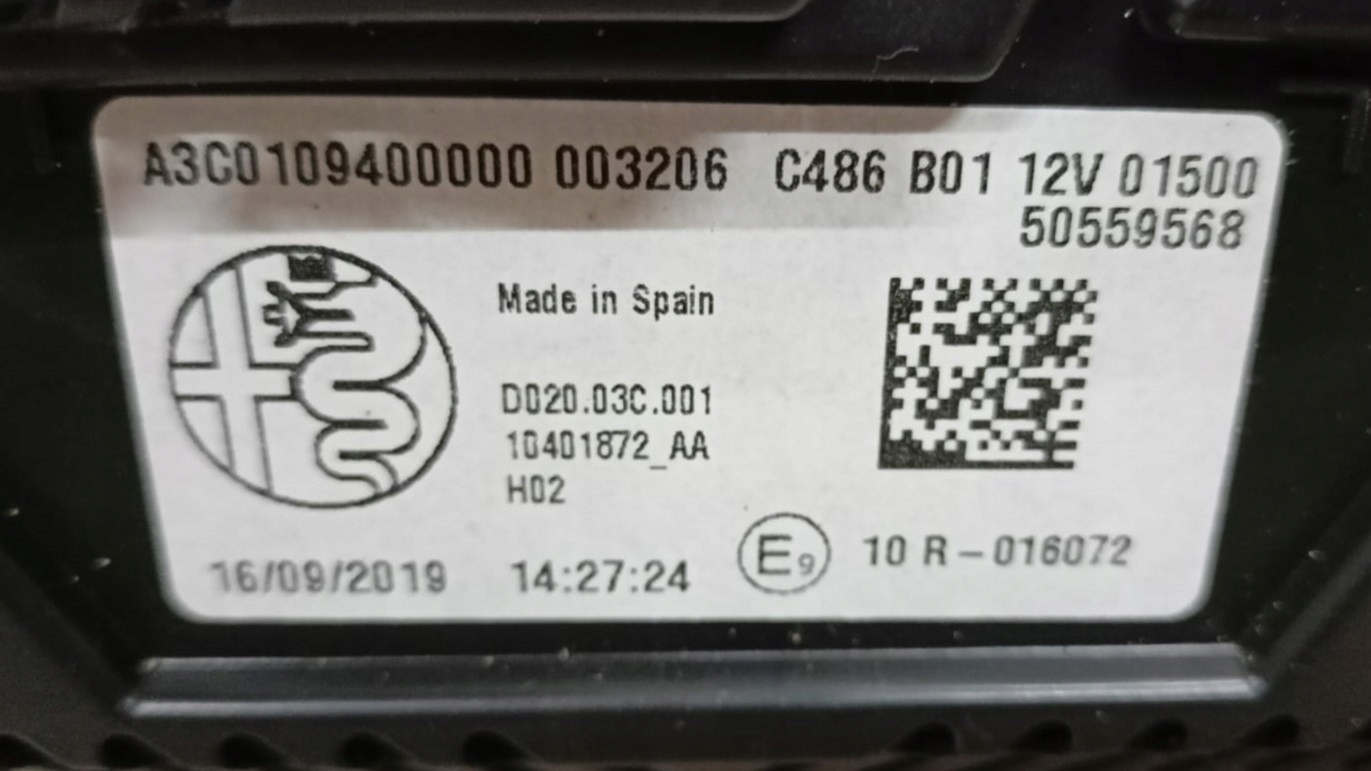 A3C0109400000 003206 C486 B01 12V 01500
50559568
Made in Spain
D020.03C.001
10401872_AA
H02
16/09/2019 14:27:24 E9 10 R-016072